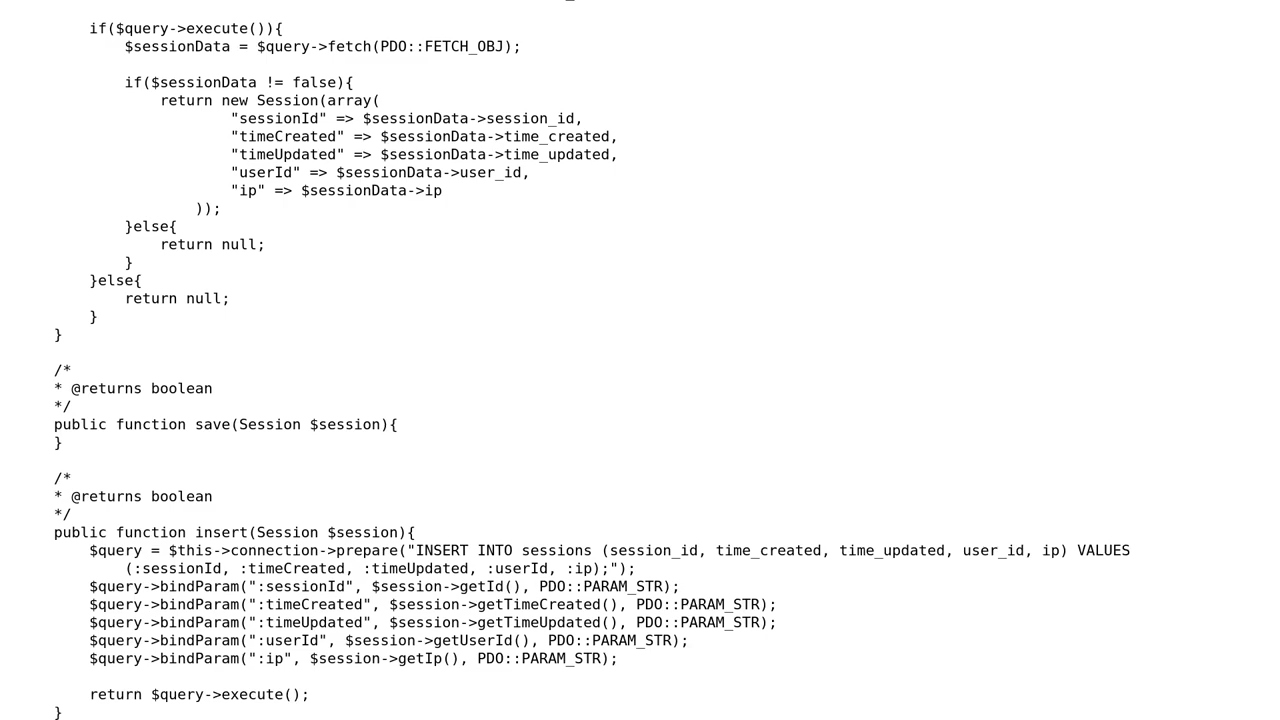 if($query->execute()){
$sessionData = $query->fetch(PDO::FETCH_OBJ);
if($sessionData != false){
return new Session(array(
"sessionId" => $sessionData->session_id,
"timeCreated" => $sessionData->time_created,
"timeUpdated" => $sessionData->time_updated,
"userId" => $sessionData->user_id,
"ip" => $sessionData->ip
));
}else{
return null;
}
}else{
return null;
}
}
/*
* @returns boolean
*/
public function save(Session $session){
}
/*
* @returns boolean
*/
public function insert(Session $session){
$query = $this->connection->prepare("INSERT INTO sessions (session_id, time_created, time_updated, user_id, ip) VALUES
(:sessionId, :timeCreated, :timeUpdated, :userId, :ip);");
$query->bindParam(":sessionId", $session->getId(), PDO::PARAM_STR);
$query->bindParam(":timeCreated", $session->getTimeCreated(), PDO::PARAM_STR);
$query->bindParam(":timeUpdated", $session->getTimeUpdated(), PDO::PARAM_STR);
$query->bindParam(":userId", $session->getUserId(), PDO::PARAM_STR);
$query->bindParam(":ip", $session->getIp(), PDO::PARAM_STR);
return $query->execute();
}